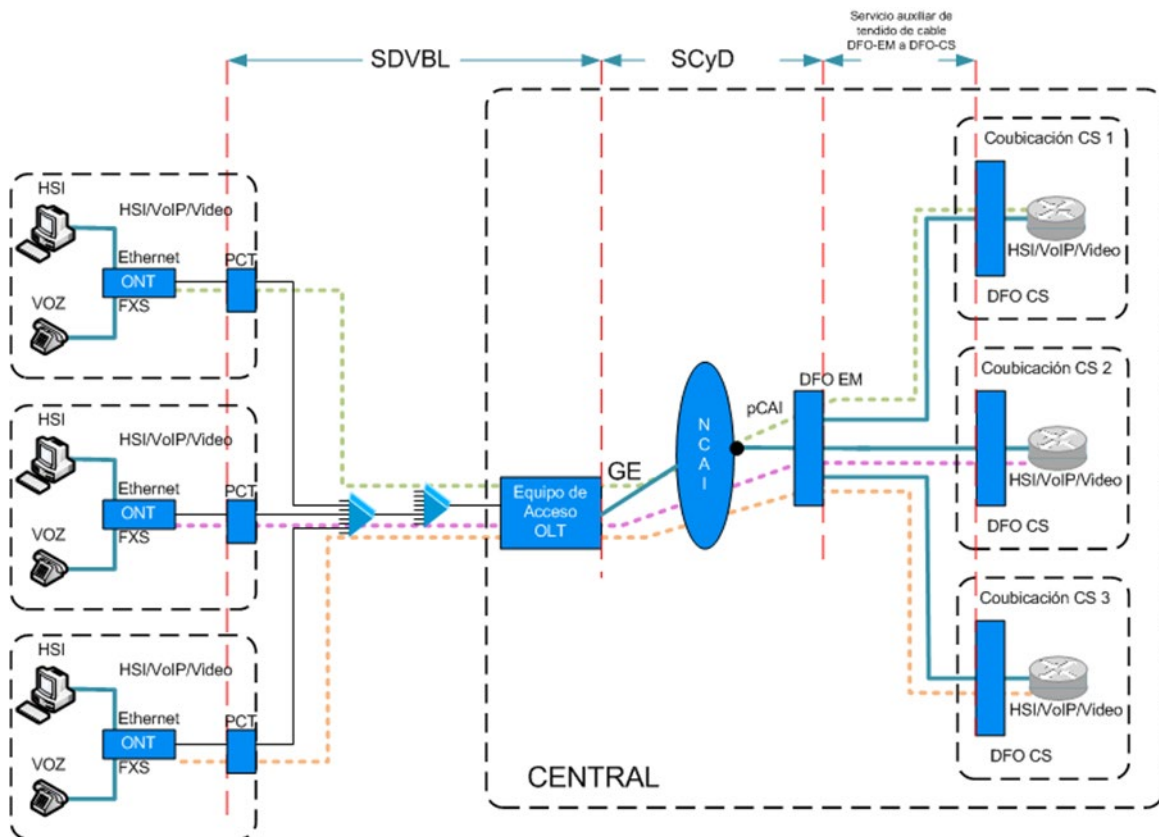 Servicio auxiliar de
tendido de cable
DFO-EM a DFO-CS
SDVBL
SCyD
Coubicación CS 1
HSI
HSI/VoIP/Video
Ethernet
PCT
ONT
FXS
VOZ
HSI/VoIP/Video
DFO CS
Coubicación CS 2
DFO EM
pCAI
NCAI
HSI
HSI/VoIP/Video
Ethernet
PCT
ONT
FXS
VOZ
GE
Equipo de
Acceso
OLT
HSI/VoIP/Video
DFO CS
Coubicación CS 3
HSI
HSI/VoIP/Video
Ethernet
PCT
ONT
FXS
VOZ
HSI/VoIP/Video
DFO CS
CENTRAL